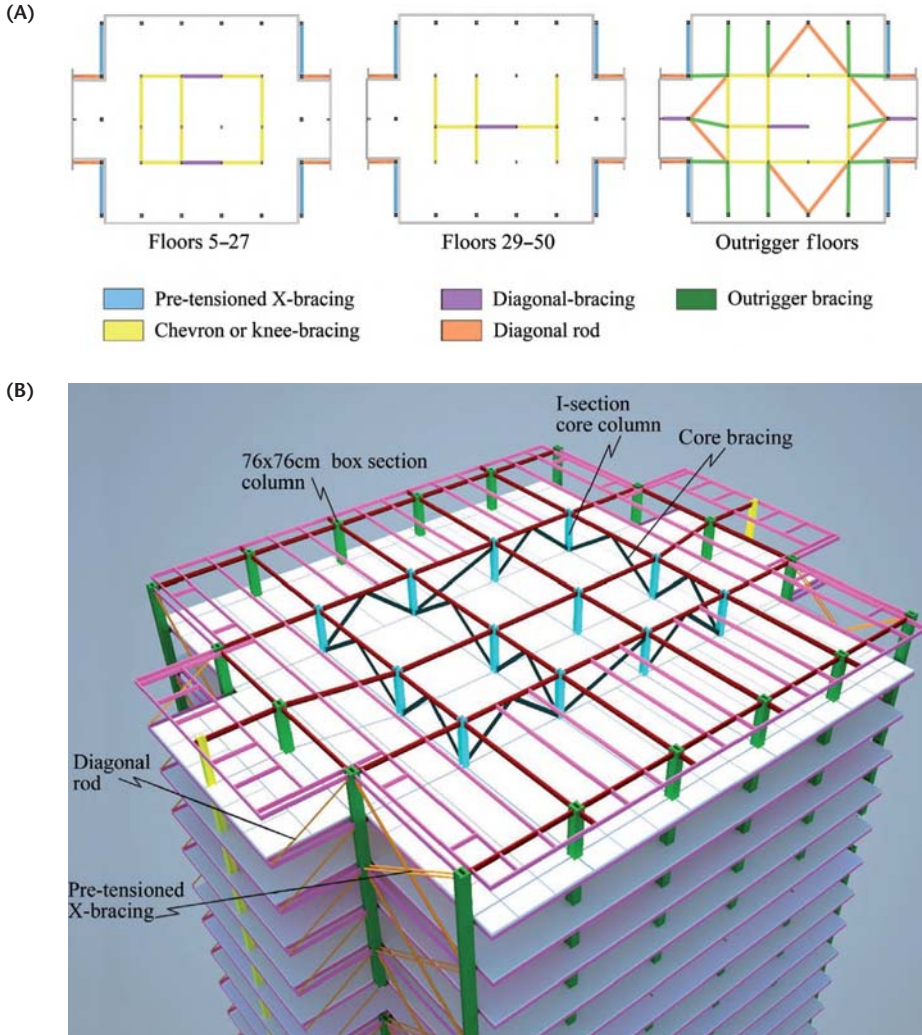 (A)
Floors 5–27
Floors 29–50
Outrigger floors
Pre-tensioned X-bracing
Diagonal-bracing
Outrigger bracing
Chevron or knee-bracing
Diagonal rod
(B)
I-section
core column
Core bracing
76x76cm box section
column
Diagonal
rod
Pre-tensioned
X-bracing